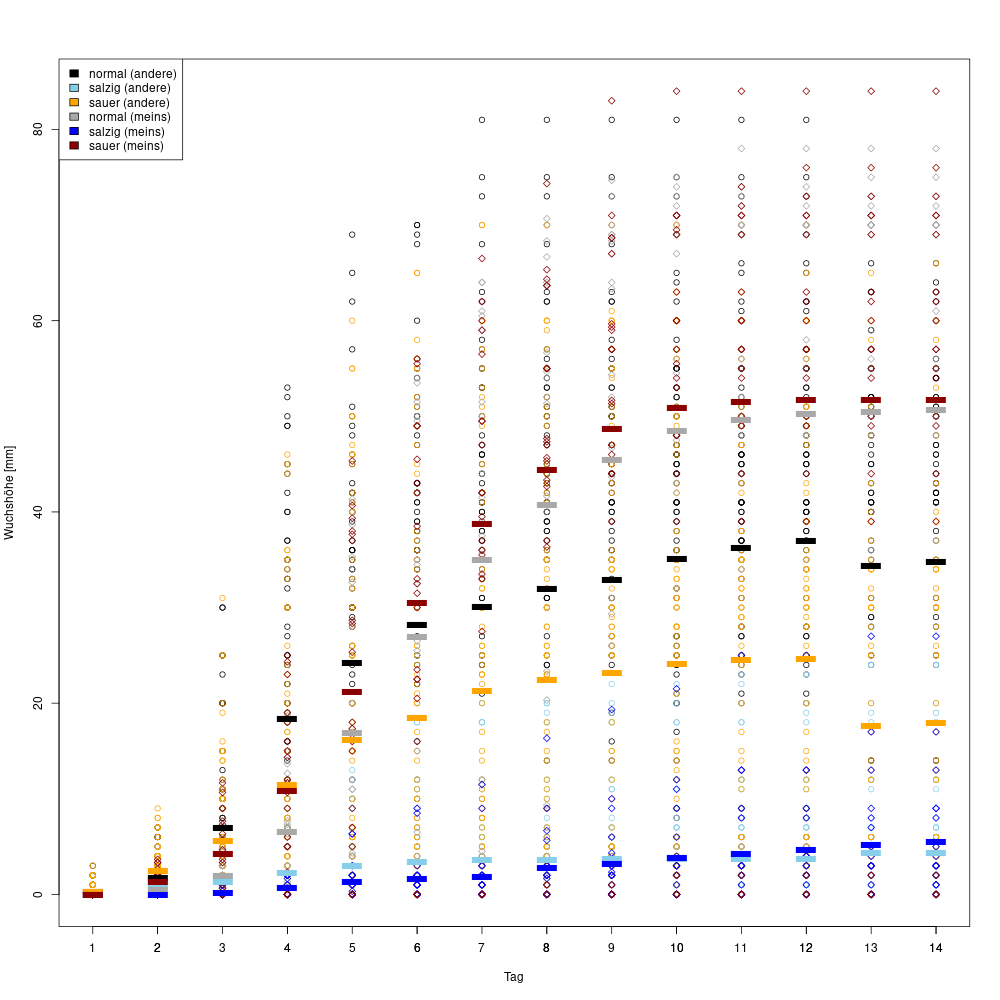 normal (andere)
salzig (andere)
sauer (andere)
normal (meins)
salzig (meins)
sauer (meins)
80
60
40
20
0
Wuchshöhe [mm]
1 2 3 4 5 6 7 8 9 10 11 12 13 14
Tag